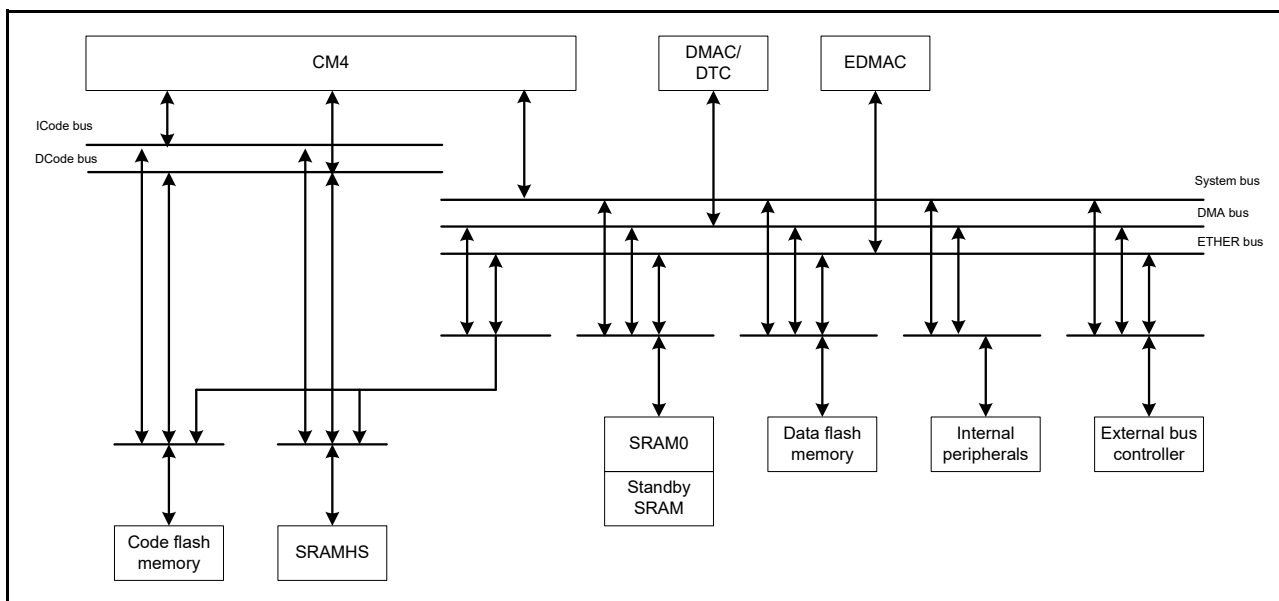 CM4
DMAC/
DTC
EDMAC
ICode bus
DCode bus
System bus
DMA bus
ETHER bus
SRAM0
Standby
SRAM
Data flash
memory
Internal
peripherals
External bus
controller
Code flash
memory
SRAMHS